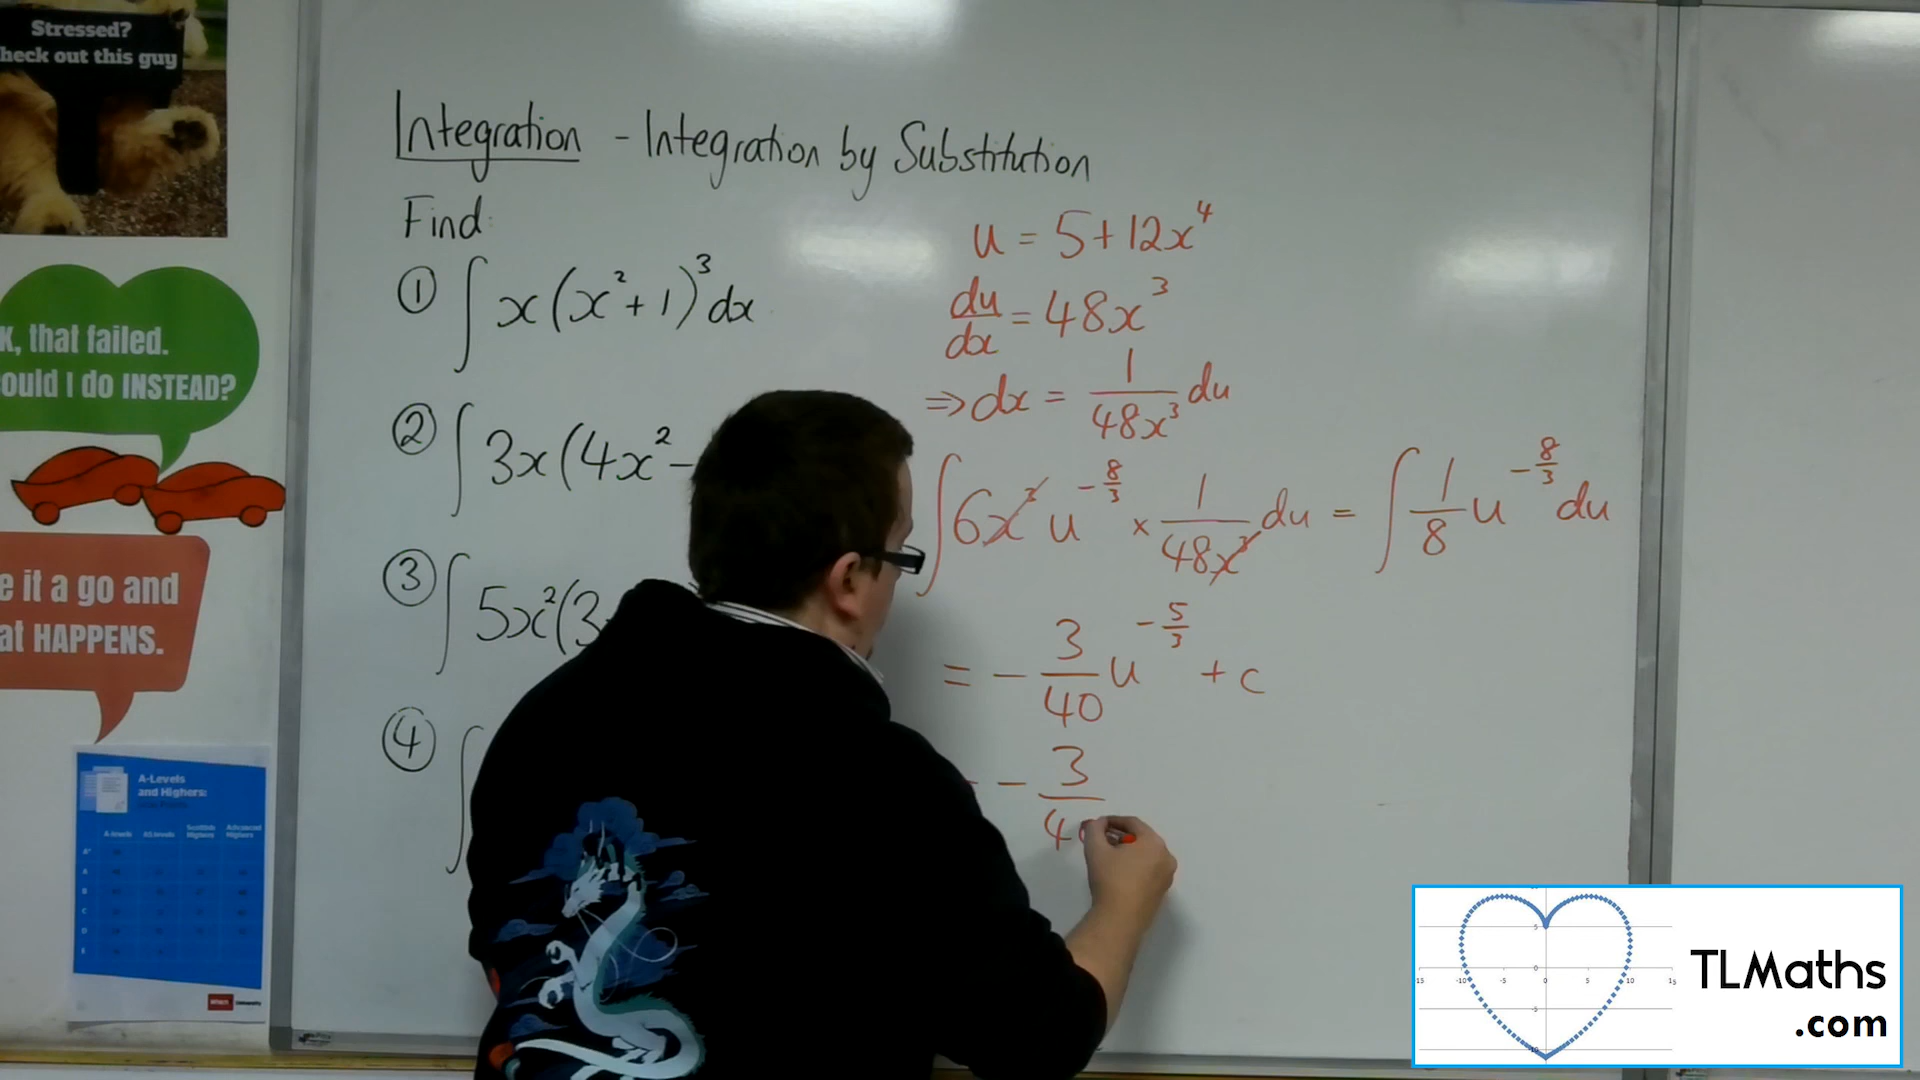 Stressed?
heck out this guy
k, that failed.
ould I do INSTEAD?
e it a go and
at HAPPENS.
A-Levels
and Highers:
Integration - Integration by Substitution
Find:
① ∫ x(x²+1)³dx
② ∫ 3x(4x²-
③ ∫ 5x²(3
④ ∫
u = 5+12x⁴
du/dx = 48x³
⇒ dx = 1/48x³ du
∫ 6x³ u^(-8/3) × 1/48x³ du = ∫ 1/8 u^(-8/3) du
= - 3/40 u^(-5/3) + c
- 3/4
TLMaths
.com